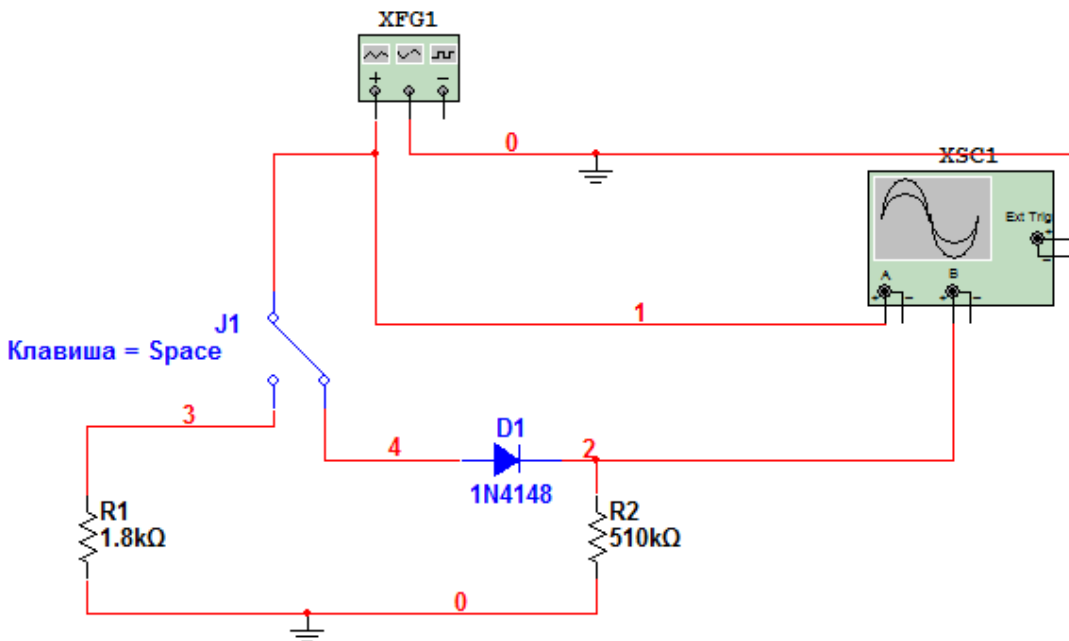 XFG1
0
XSC1
Ext Trig
A
B
1
J1
Клавиша = Space
3
4
D1
2
1N4148
R1
1.8kΩ
R2
510kΩ
0